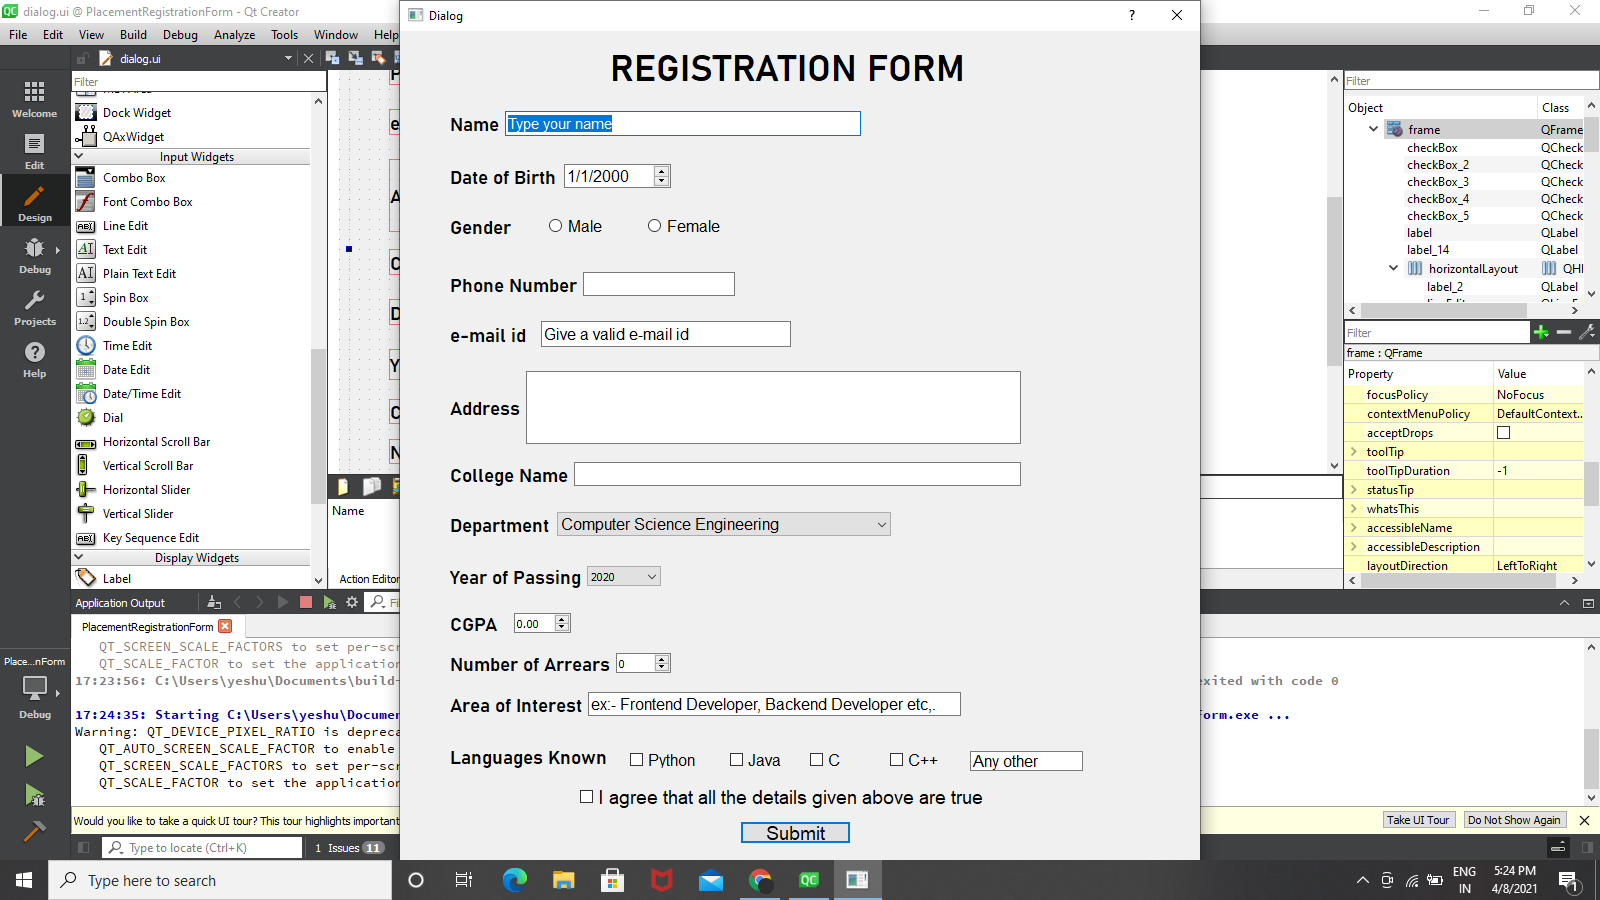 dialog.ui @ PlacementRegistrationForm - Qt Creator
File Edit View Build Debug Analyze Tools Window Help
dialog.ui
Filter
Welcome
Edit
Design
Debug
Projects
Help
Dock Widget
QAxWidget
Input Widgets
Combo Box
Font Combo Box
Line Edit
Text Edit
Plain Text Edit
Spin Box
Double Spin Box
Time Edit
Date Edit
Date/Time Edit
Dial
Horizontal Scroll Bar
Vertical Scroll Bar
Horizontal Slider
Vertical Slider
Key Sequence Edit
Display Widgets
Label
Name
Action Editor
Dialog
REGISTRATION FORM
Name Type your name
Date of Birth 1/1/2000
Gender Male Female
Phone Number
e-mail id Give a valid e-mail id
Address
College Name
Department Computer Science Engineering
Year of Passing 2020
CGPA 0.00
Number of Arrears 0
Area of Interest ex:- Frontend Developer, Backend Developer etc,.
Languages Known Python Java C C++ Any other
I agree that all the details given above are true
Submit
Filter
Object Class
frame QFrame
checkBox QCheck
checkBox_2 QCheck
checkBox_3 QCheck
checkBox_4 QCheck
checkBox_5 QCheck
label QLabel
label_14 QLabel
horizontalLayout QHI
label_2 QLabel
Filter
frame : QFrame
Property Value
focusPolicy NoFocus
contextMenuPolicy DefaultContext...
acceptDrops
toolTip
toolTipDuration -1
statusTip
whatsThis
accessibleName
accessibleDescription
layoutDirection LeftToRight
Application Output
PlacementRegistrationForm
QT_SCREEN_SCALE_FACTORS to set per-scr
QT_SCALE_FACTOR to set the application
17:23:56: C:\Users\yeshu\Documents\build- exited with code 0
17:24:35: Starting C:\Users\yeshu\Documen Form.exe ...
Warning: QT_DEVICE_PIXEL_RATIO is depreca
QT_AUTO_SCREEN_SCALE_FACTOR to enable
QT_SCREEN_SCALE_FACTORS to set per-scr
QT_SCALE_FACTOR to set the application
Place...nForm
Debug
Would you like to take a quick UI tour? This tour highlights important Take UI Tour Do Not Show Again
Type to locate (Ctrl+K) 1 Issues 11
Type here to search
ENG
IN
5:24 PM
4/8/2021
1